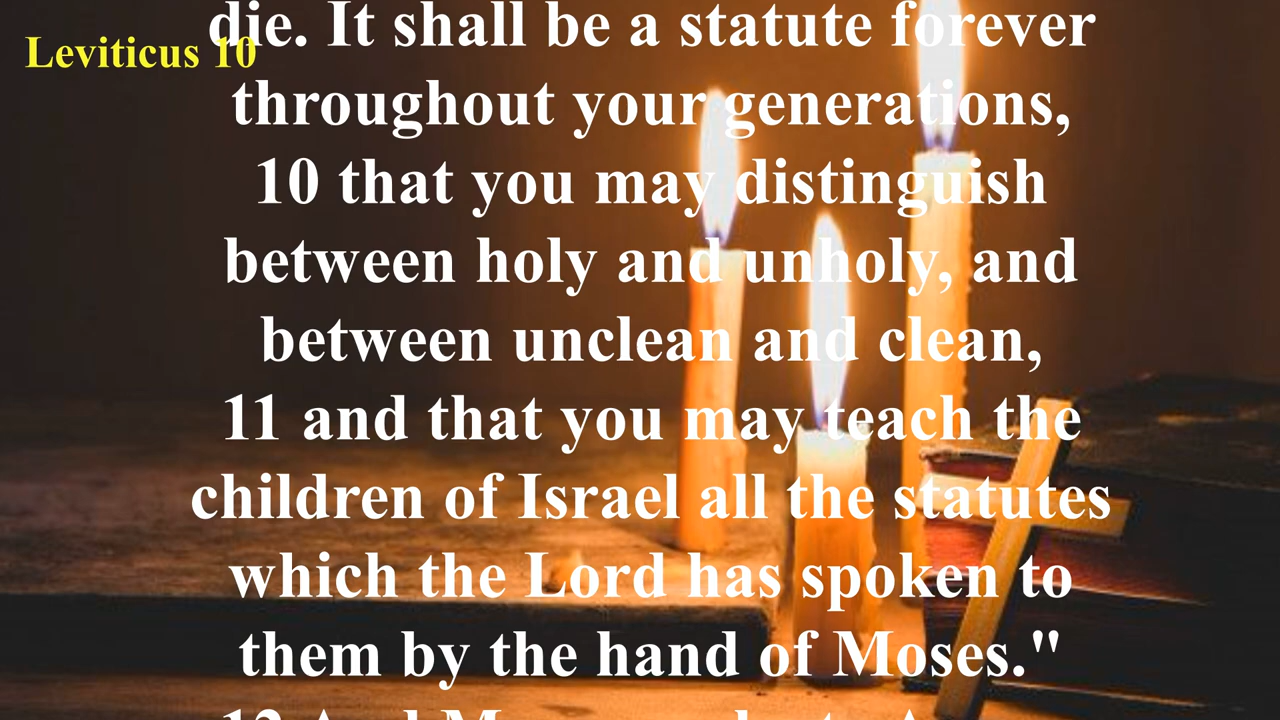 Leviticus 10
die. It shall be a statute forever
throughout your generations,
10 that you may distinguish
between holy and unholy, and
between unclean and clean,
11 and that you may teach the
children of Israel all the statutes
which the Lord has spoken to
them by the hand of Moses."